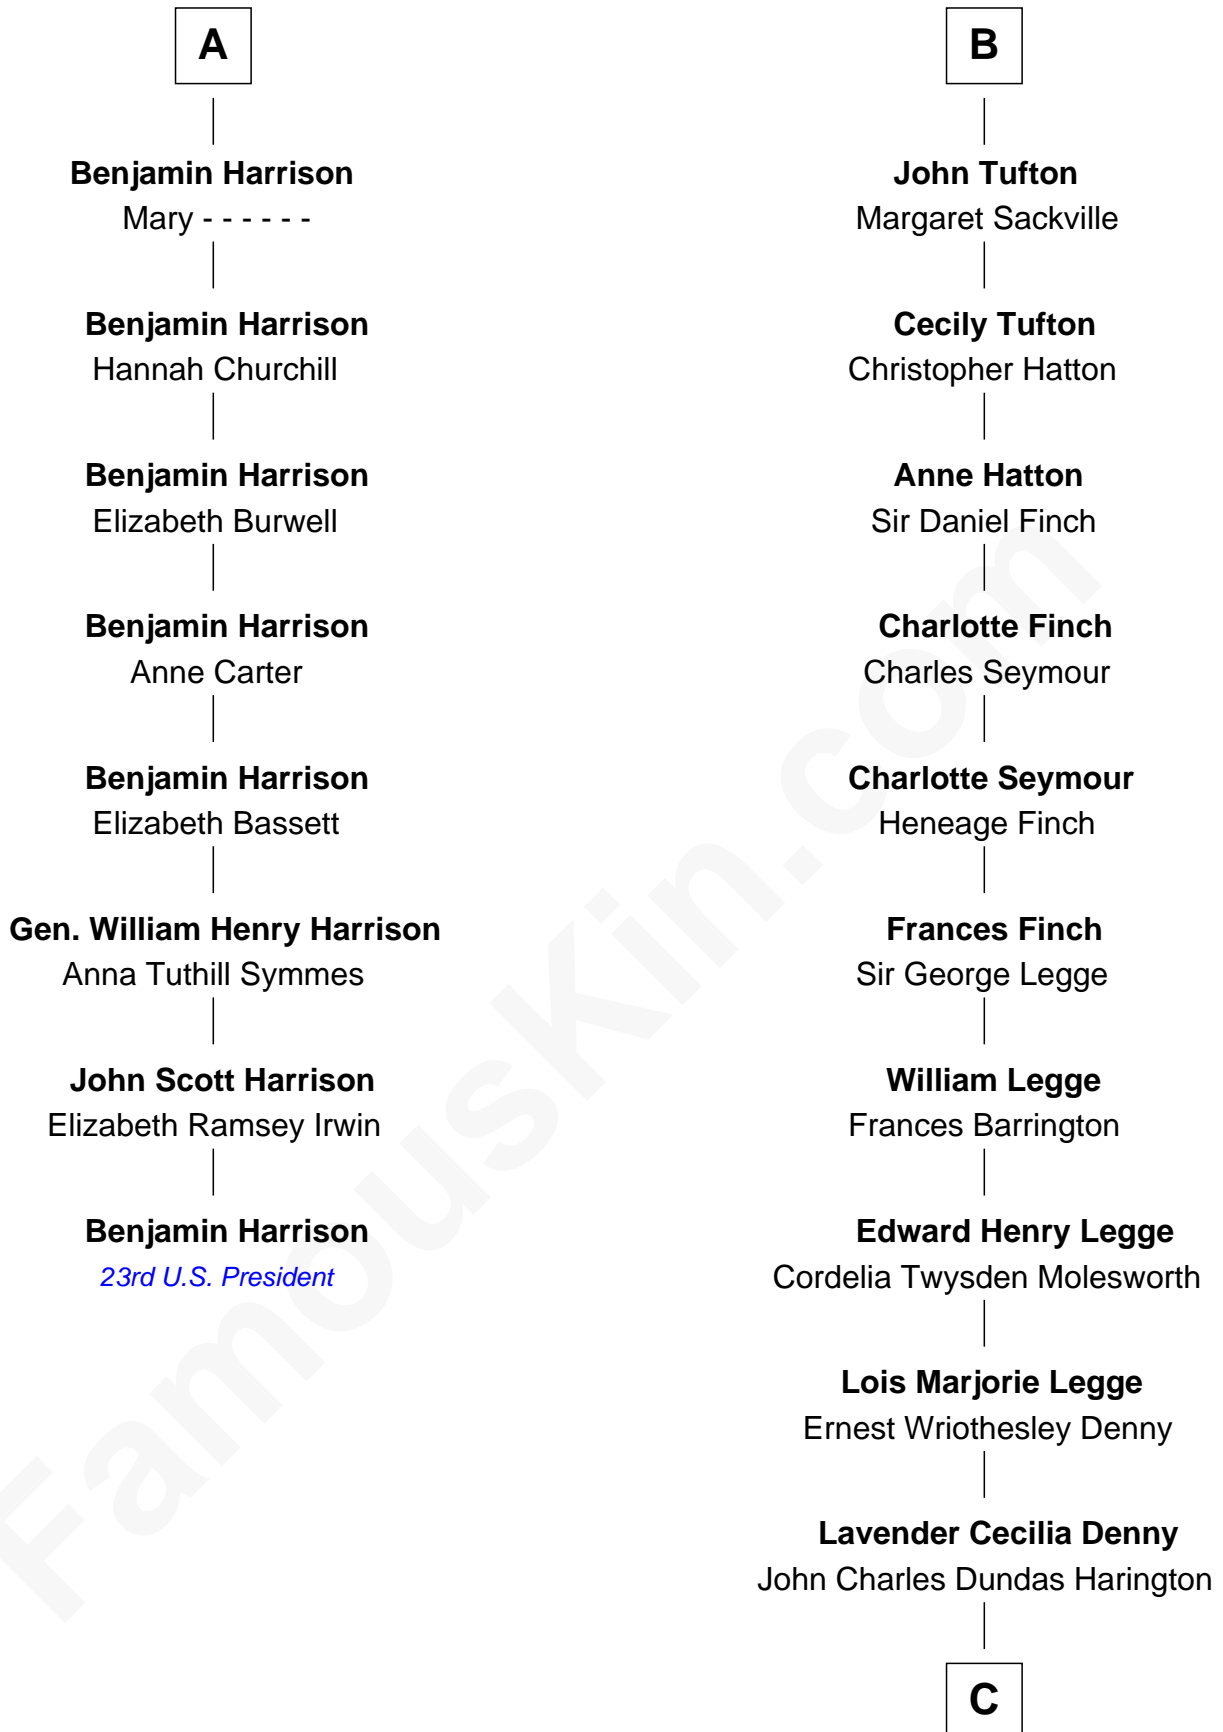 A
Benjamin Harrison
Mary - - - - - -
Benjamin Harrison
Hannah Churchill
Benjamin Harrison
Elizabeth Burwell
Benjamin Harrison
Anne Carter
Benjamin Harrison
Elizabeth Bassett
Gen. William Henry Harrison
Anna Tuthill Symmes
John Scott Harrison
Elizabeth Ramsey Irwin
Benjamin Harrison
23rd U.S. President
B
John Tufton
Margaret Sackville
Cecily Tufton
Christopher Hatton
Anne Hatton
Sir Daniel Finch
Charlotte Finch
Charles Seymour
Charlotte Seymour
Heneage Finch
Frances Finch
Sir George Legge
William Legge
Frances Barrington
Edward Henry Legge
Cordelia Twysden Molesworth
Lois Marjorie Legge
Ernest Wriothesley Denny
Lavender Cecilia Denny
John Charles Dundas Harington
C
FamousKin.com